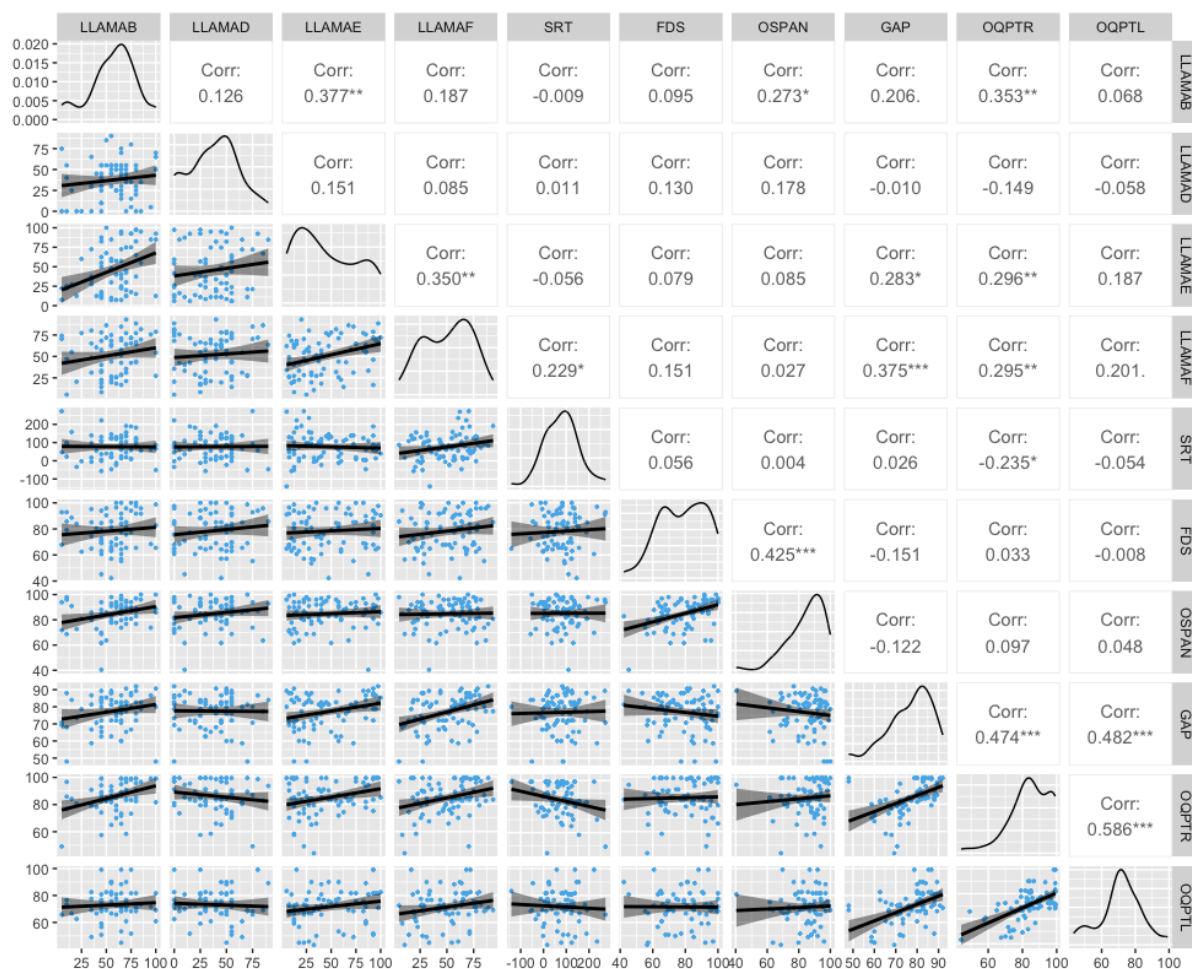 LLAMAB LLAMAD LLAMAE LLAMAF SRT FDS OSPAN GAP OQPTR OQPTL
0.020
0.015
0.010
0.005
0.000
Corr: Corr: Corr: Corr: Corr: Corr: Corr: Corr: Corr:
0.126 0.377** 0.187 -0.009 0.095 0.273* 0.206. 0.353** 0.068
LLAMAB
75
50
25
0
Corr: Corr: Corr: Corr: Corr: Corr: Corr: Corr:
0.151 0.085 0.011 0.130 0.178 -0.010 -0.149 -0.058
LLAMAD
100
75
50
25
0
Corr: Corr: Corr: Corr: Corr: Corr: Corr:
0.350** -0.056 0.079 0.085 0.283* 0.296** 0.187
LLAMAE
75
50
25
Corr: Corr: Corr: Corr: Corr: Corr:
0.229* 0.151 0.027 0.375*** 0.295** 0.201.
LLAMAF
200
100
0
-100
Corr: Corr: Corr: Corr: Corr:
0.056 0.004 0.026 -0.235* -0.054
SRT
100
80
60
40
Corr: Corr: Corr: Corr:
0.425*** -0.151 0.033 -0.008
FDS
100
80
60
40
Corr: Corr: Corr:
-0.122 0.097 0.048
OSPAN
90
80
70
60
50
Corr: Corr:
0.474*** 0.482***
GAP
100
80
60
Corr:
0.586***
OQPTR
100
80
60
OQPTL
25 50 75 100 0 25 50 75 0 25 50 75 100 25 50 75 -100 0 100 200 40 60 80 100 40 60 80 100 50 60 70 80 90 60 80 100 60 80 100